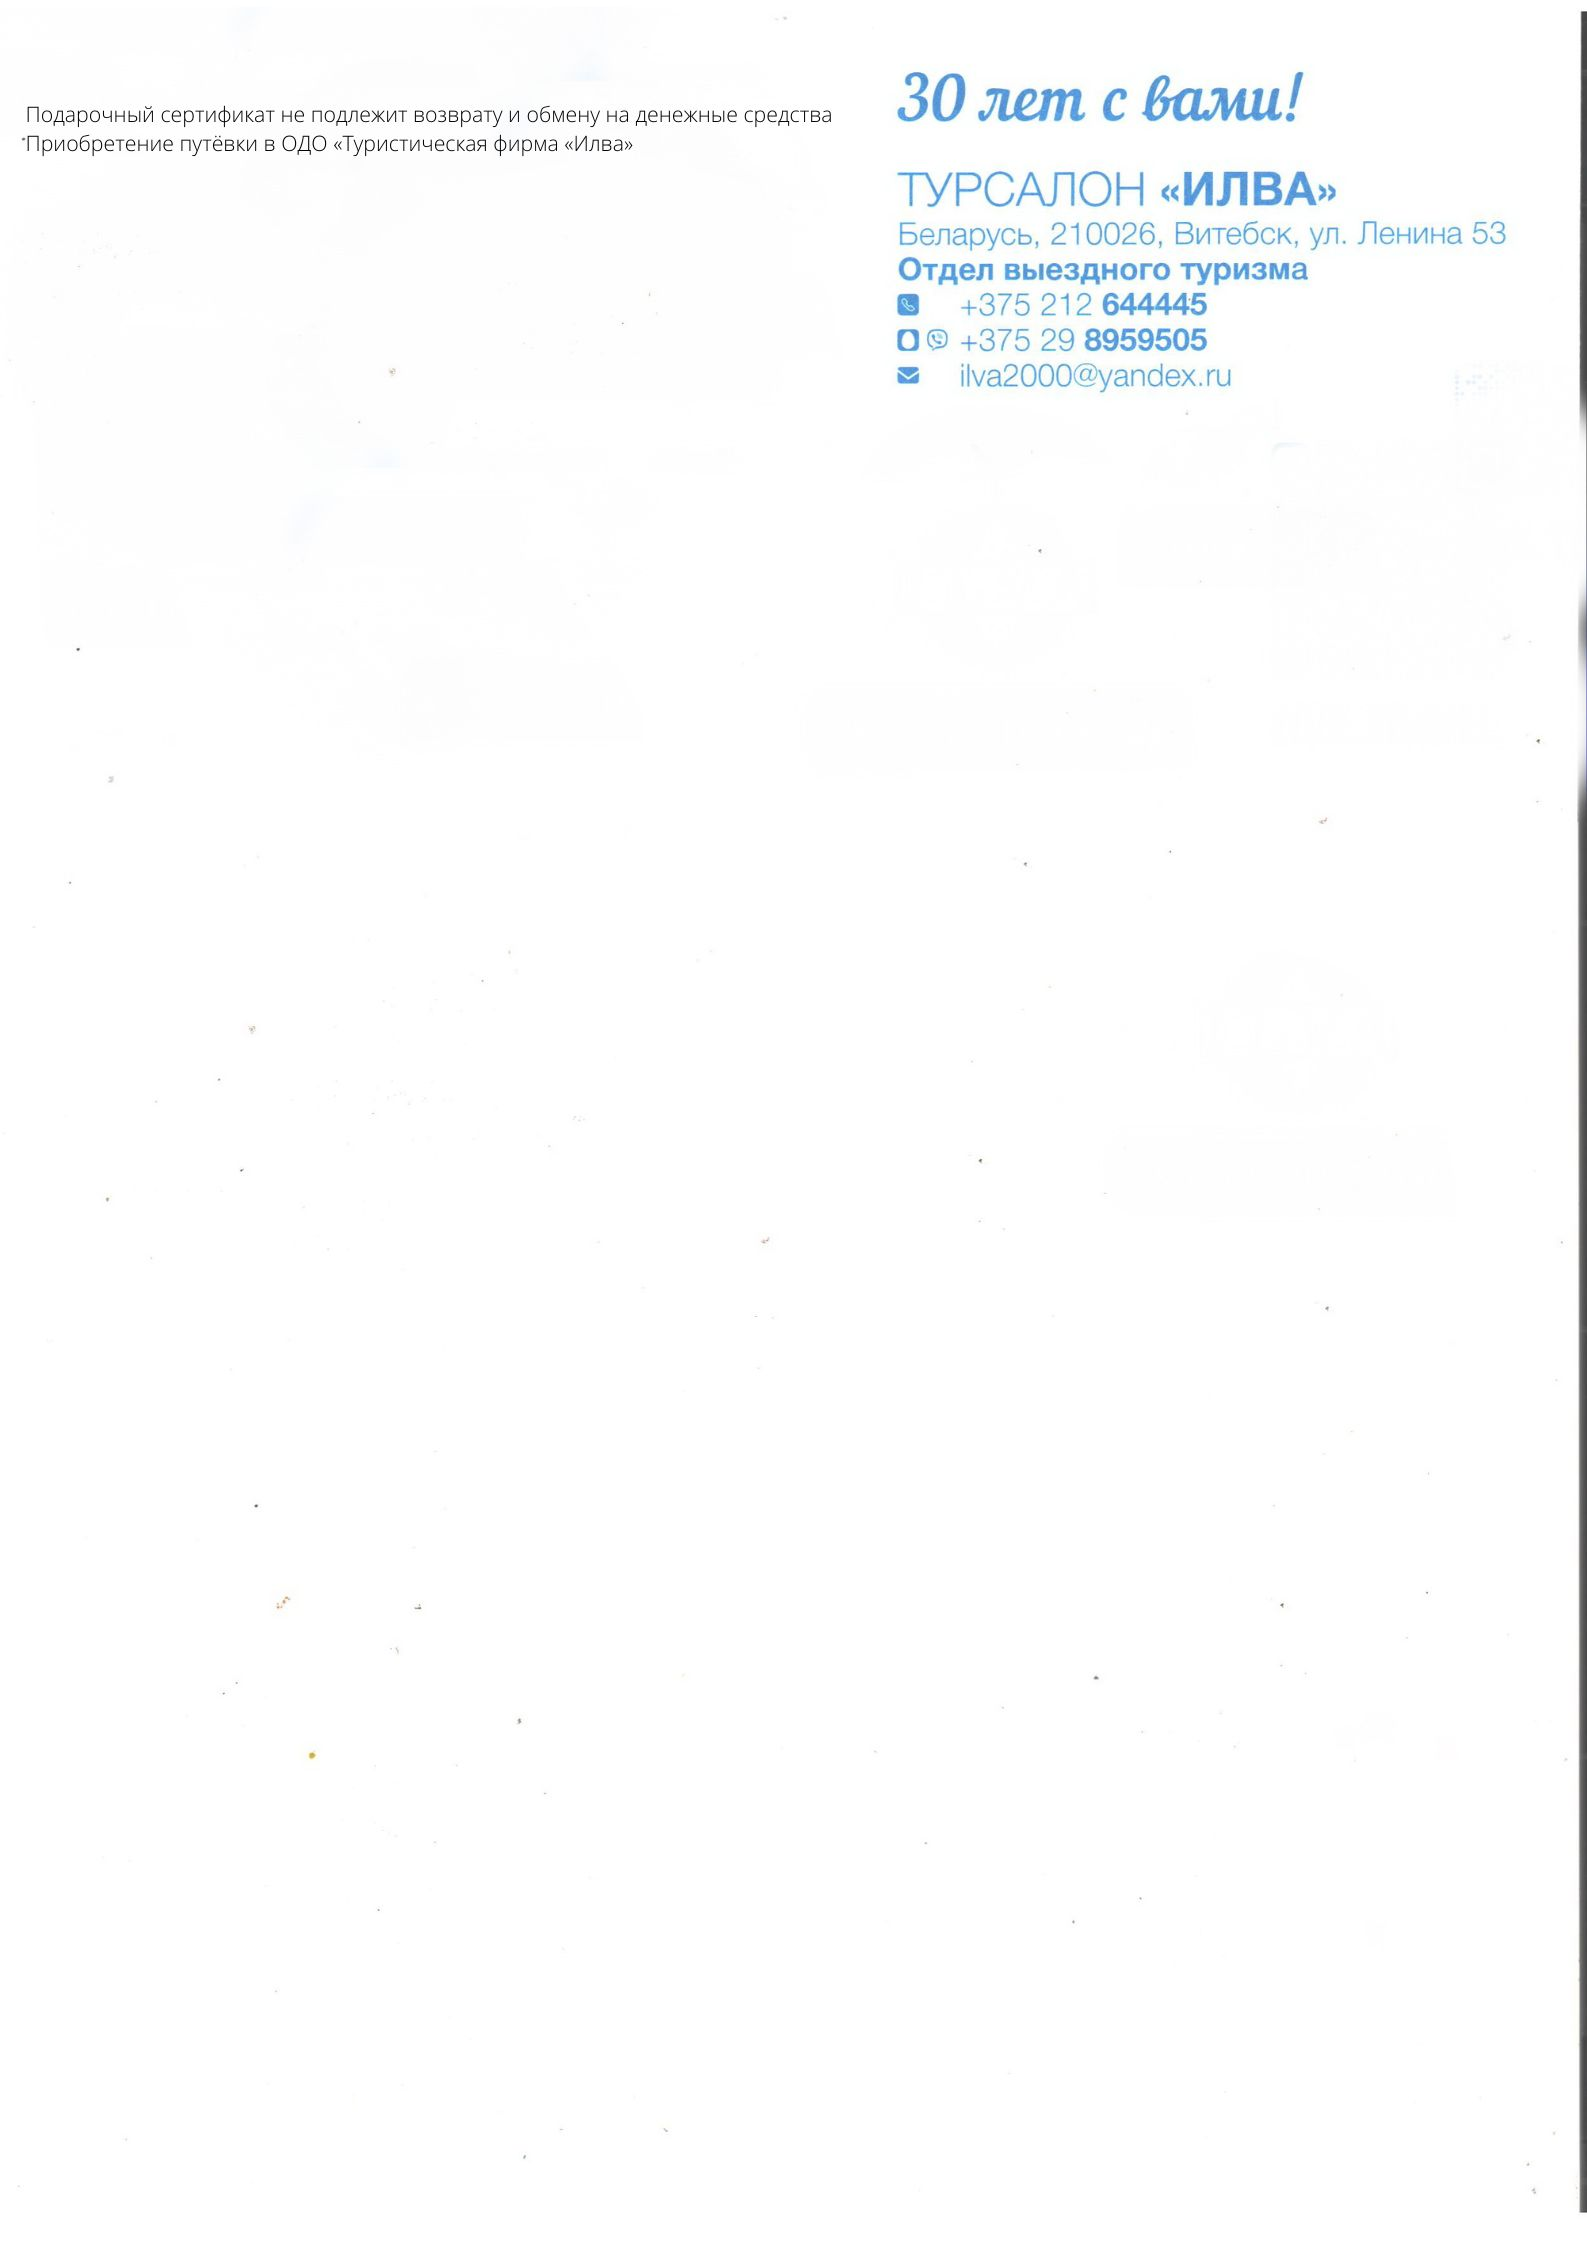 Подарочный сертификат не подлежит возврату и обмену на денежные средства
*Приобретение путёвки в ОДО «Туристическая фирма «Илва»
30 лет с вами!
ТУРСАЛОН «ИЛВА»
Беларусь, 210026, Витебск, ул. Ленина 53
Отдел выездного туризма
+375 212 644445
+375 29 8959505
ilva2000@yandex.ru